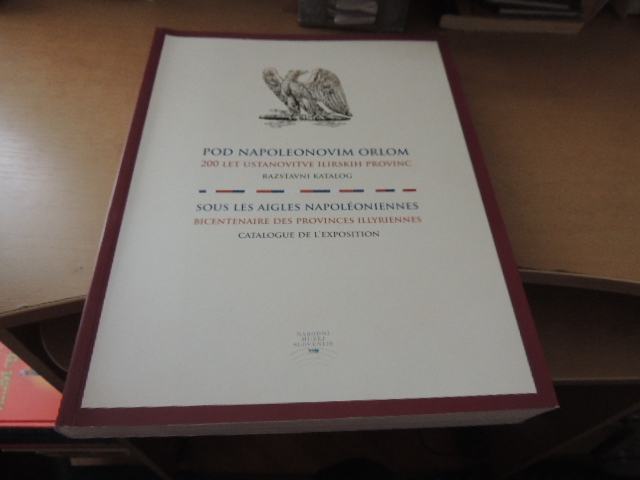 POD NAPOLEONOVIM ORLOM
200 LET USTANOVITVE ILIRSKIH PROVINC
RAZSTAVNI KATALOG
SOUS LES AIGLES NAPOLÉONIENNES
BICENTENAIRE DES PROVINCES ILLYRIENNES
CATALOGUE DE L'EXPOSITION
NARODNI
MUZEJ
SLOVENIJE